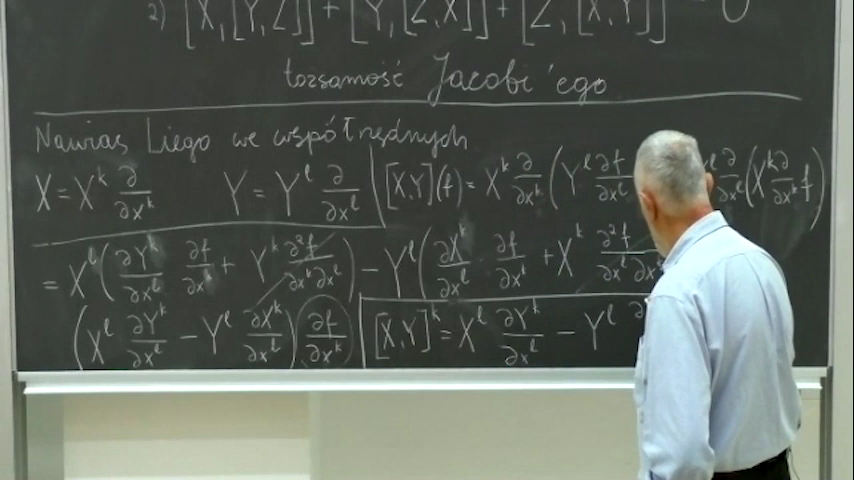 2) [X,[Y,Z]] + [Y,[Z,X]] + [Z,[X,Y]] = 0
tożsamość Jacobi'ego
Nawias Liego we współrzędnych
X = X^k ∂/∂x^k Y = Y^l ∂/∂x^l [X,Y](f) = X^k ∂/∂x^k (Y^l ∂f/∂x^l ∂/∂x^l (X^k ∂/∂x^k f)
= X^l (∂Y^k/∂x^l ∂f/∂x^k + Y^k ∂²f/∂x^k∂x^l) − Y^l (∂X^k/∂x^l ∂f/∂x^k + X^k ∂²f/∂x^l∂x^k
(X^l ∂Y^k/∂x^l − Y^l ∂X^k/∂x^l) ∂f/∂x^k [X,Y]^k = X^l ∂Y^k/∂x^l − Y^l